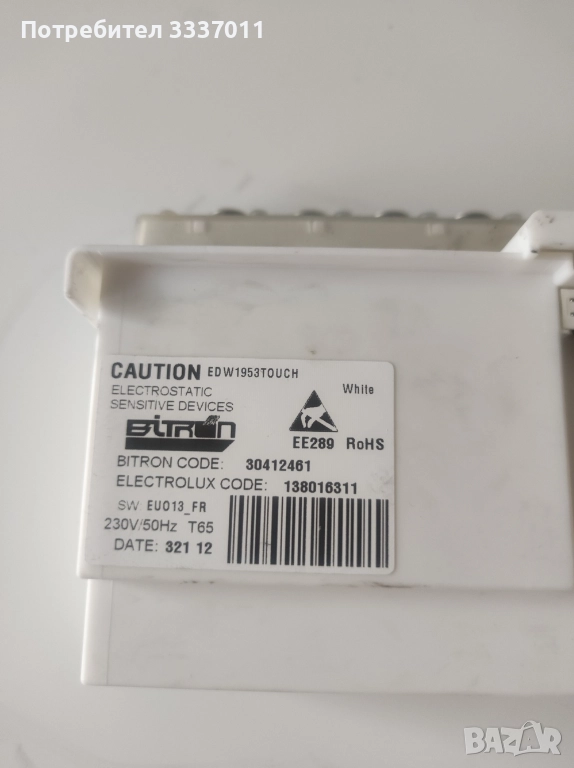 Потребител 3337011
CAUTION EDW1953TOUCH
ELECTROSTATIC
SENSITIVE DEVICES
White
BITRON
EE289 RoHS
BITRON CODE: 30412461
ELECTROLUX CODE: 138016311
SW: EU013_FR
230V/50Hz T65
DATE: 321 12
BAZAR